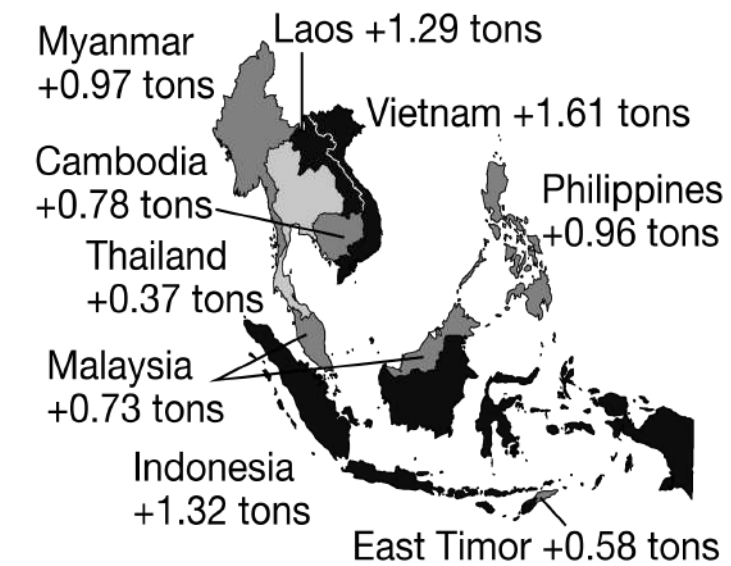 Laos +1.29 tons
Myanmar
+0.97 tons
Vietnam +1.61 tons
Cambodia
+0.78 tons
Philippines
+0.96 tons
Thailand
+0.37 tons
Malaysia
+0.73 tons
Indonesia
+1.32 tons
East Timor +0.58 tons